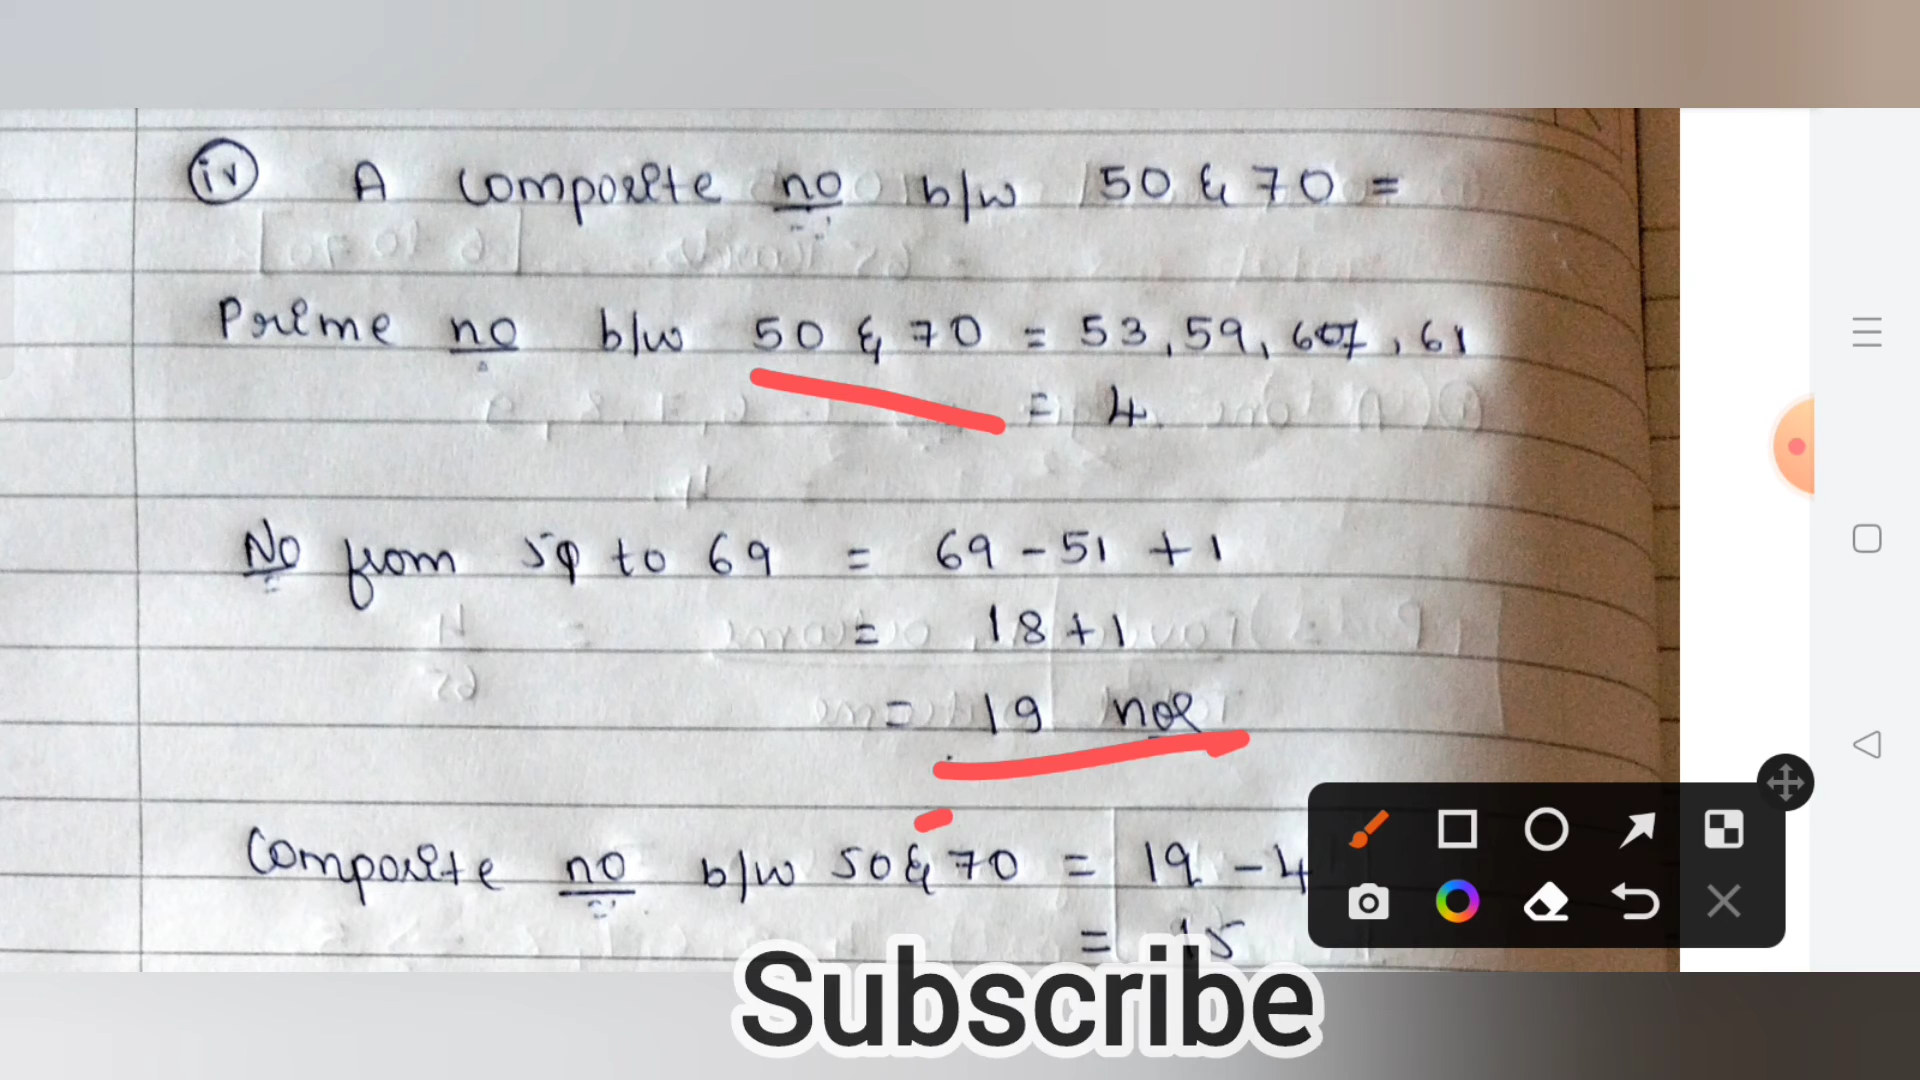 (iv) A composite no b/w 50 & 70 =
Prime no b/w 50 & 70 = 53, 59, 607, 61
= 4
No from 51 to 69 = 69 - 51 + 1
= 18 + 1
= 19 nos
Composite no b/w 50 & 70 = 19 - 4
= 15
Subscribe